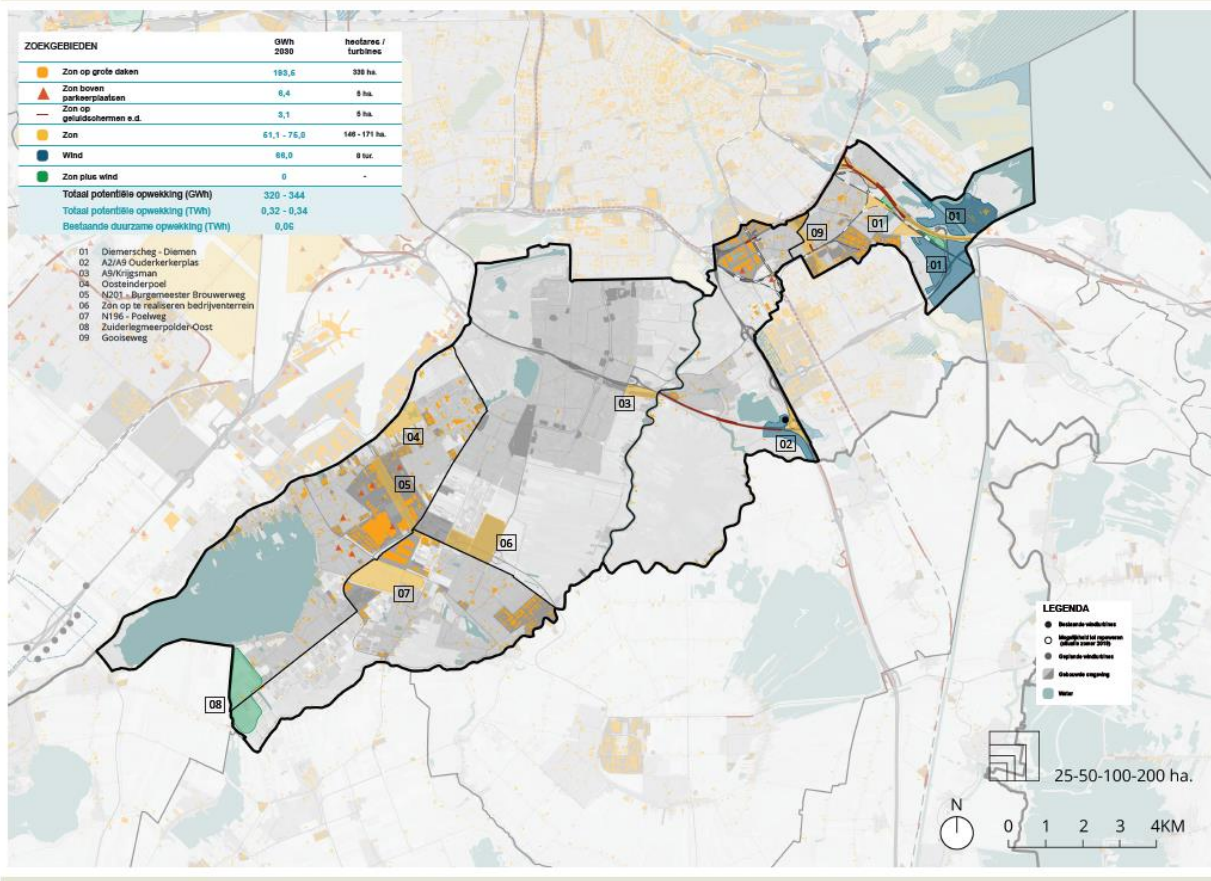 ZOEKGEBIEDEN GWh 2030 hectares / turbines
Zon op grote daken 193,5 339 ha.
Zon boven parkeerplaatsen 6,4 5 ha.
Zon op geluidschermen e.d. 3,1 5 ha.
Zon 51,1 - 75,0 146 - 171 ha.
Wind 66,0 8 tur.
Zon plus wind 0 -
Totaal potentiële opwekking (GWh) 320 - 344
Totaal potentiële opwekking (TWh) 0,32 - 0,34
Bestaande duurzame opwekking (TWh) 0,06
01 Diemerscheg - Diemen
02 A2/A9 Ouderkerkerplas
03 A9/Krijgsman
04 Oosteinderpoel
05 N201 - Burgemeester Brouwerweg
06 Zon op te realiseren bedrijventerrein
07 N196 - Poelweg
08 Zuiderlegmeerpolder-Oost
09 Gooiseweg
01
01
09
01
03
04
02
05
06
07
08
LEGENDA
Bestaande windturbines
Mogelijkheid tot repoweren
Geplande windturbines
Gebouwde omgeving
Water
25-50-100-200 ha.
N
0 1 2 3 4KM